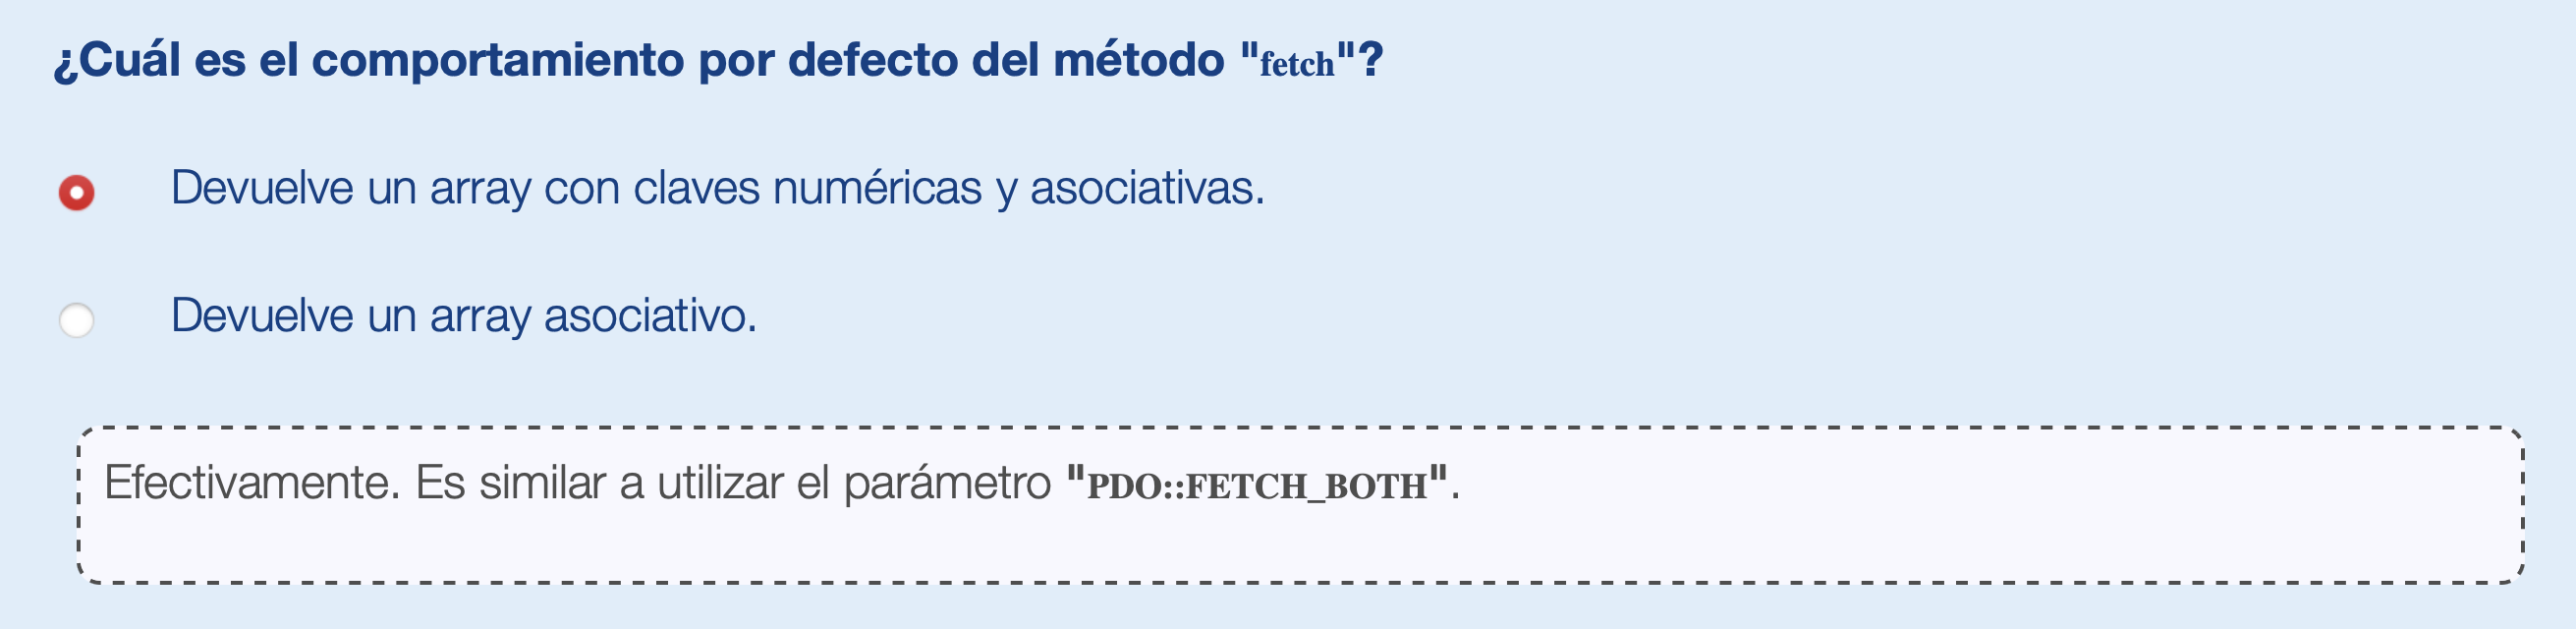 ¿Cuál es el comportamiento por defecto del método "fetch"?
Devuelve un array con claves numéricas y asociativas.
Devuelve un array asociativo.
Efectivamente. Es similar a utilizar el parámetro "PDO::FETCH_BOTH".